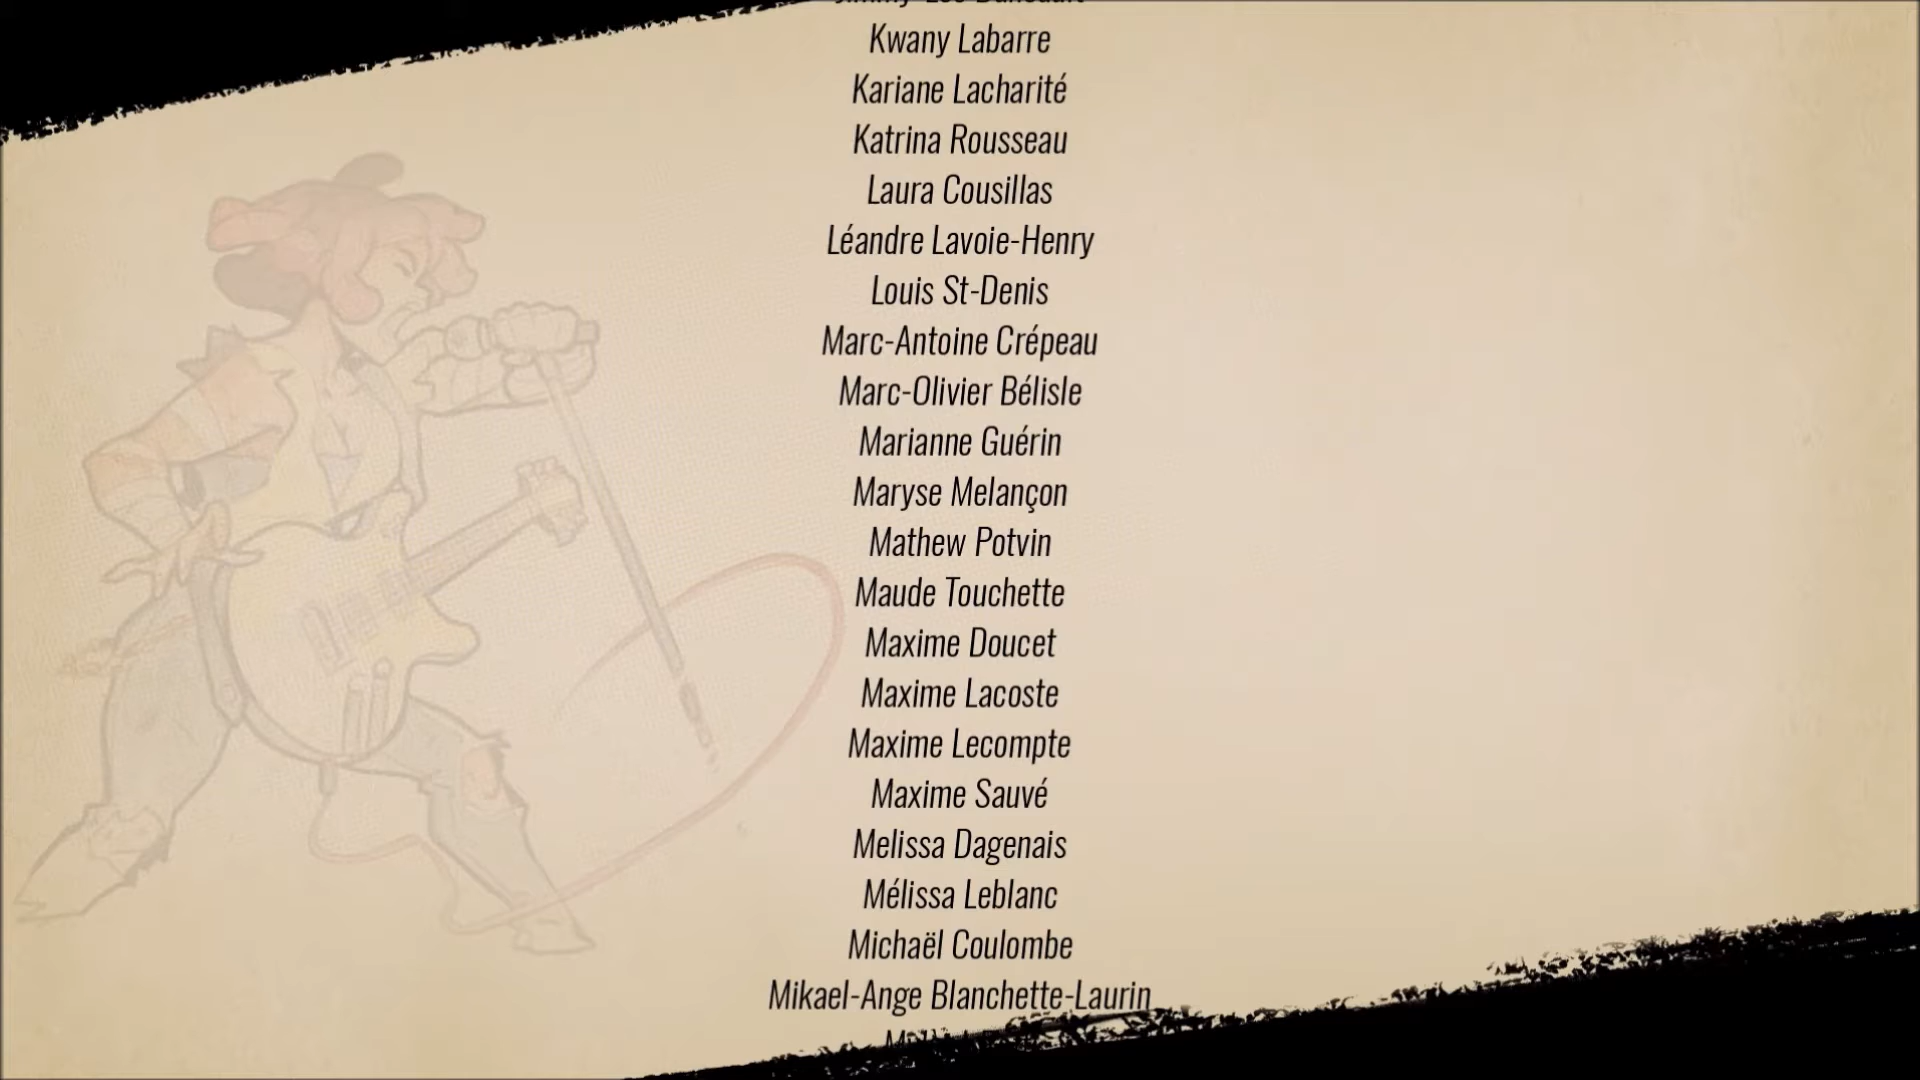 Kwany Labarre
Kariane Lacharité
Katrina Rousseau
Laura Cousillas
Léandre Lavoie-Henry
Louis St-Denis
Marc-Antoine Crépeau
Marc-Olivier Bélisle
Marianne Guérin
Maryse Melançon
Mathew Potvin
Maude Touchette
Maxime Doucet
Maxime Lacoste
Maxime Lecompte
Maxime Sauvé
Melissa Dagenais
Mélissa Leblanc
Michaël Coulombe
Mikael-Ange Blanchette-Laurin